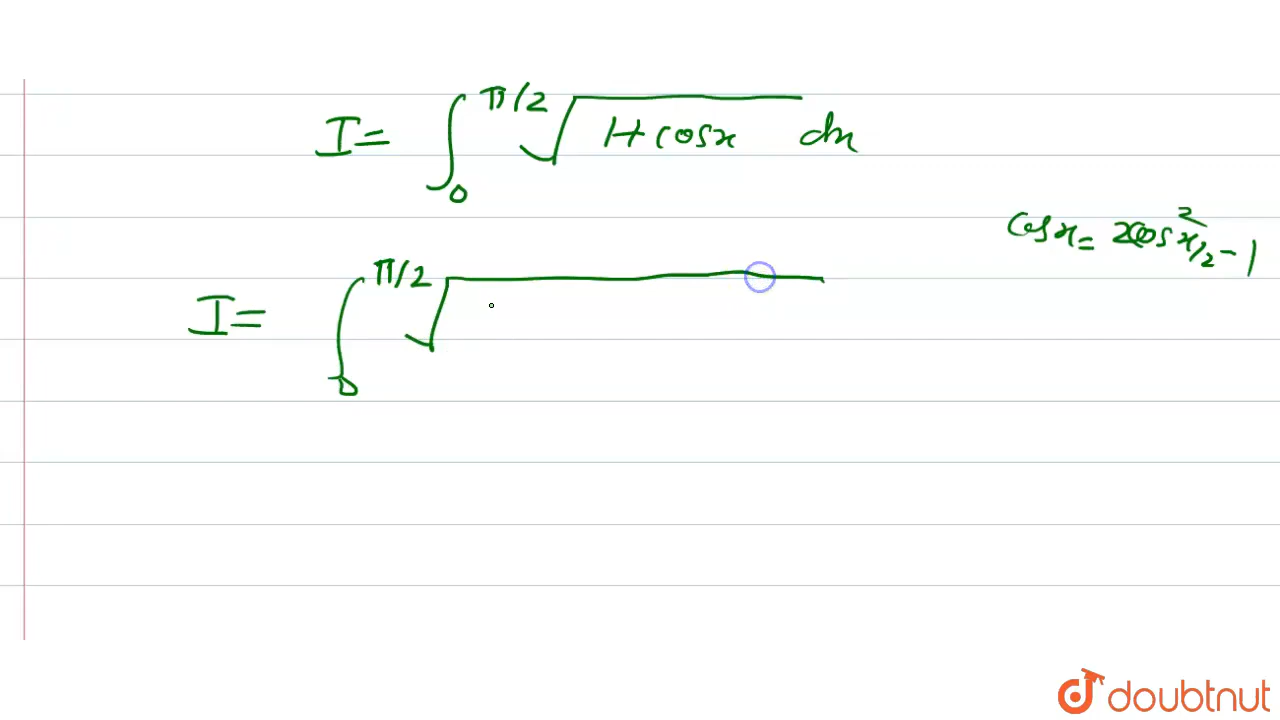 I = ∫₀^π/2 √(1+cosx) dx
cosx = 2cos²x/2 - 1
I = ∫₀^π/2 √
doubtnut